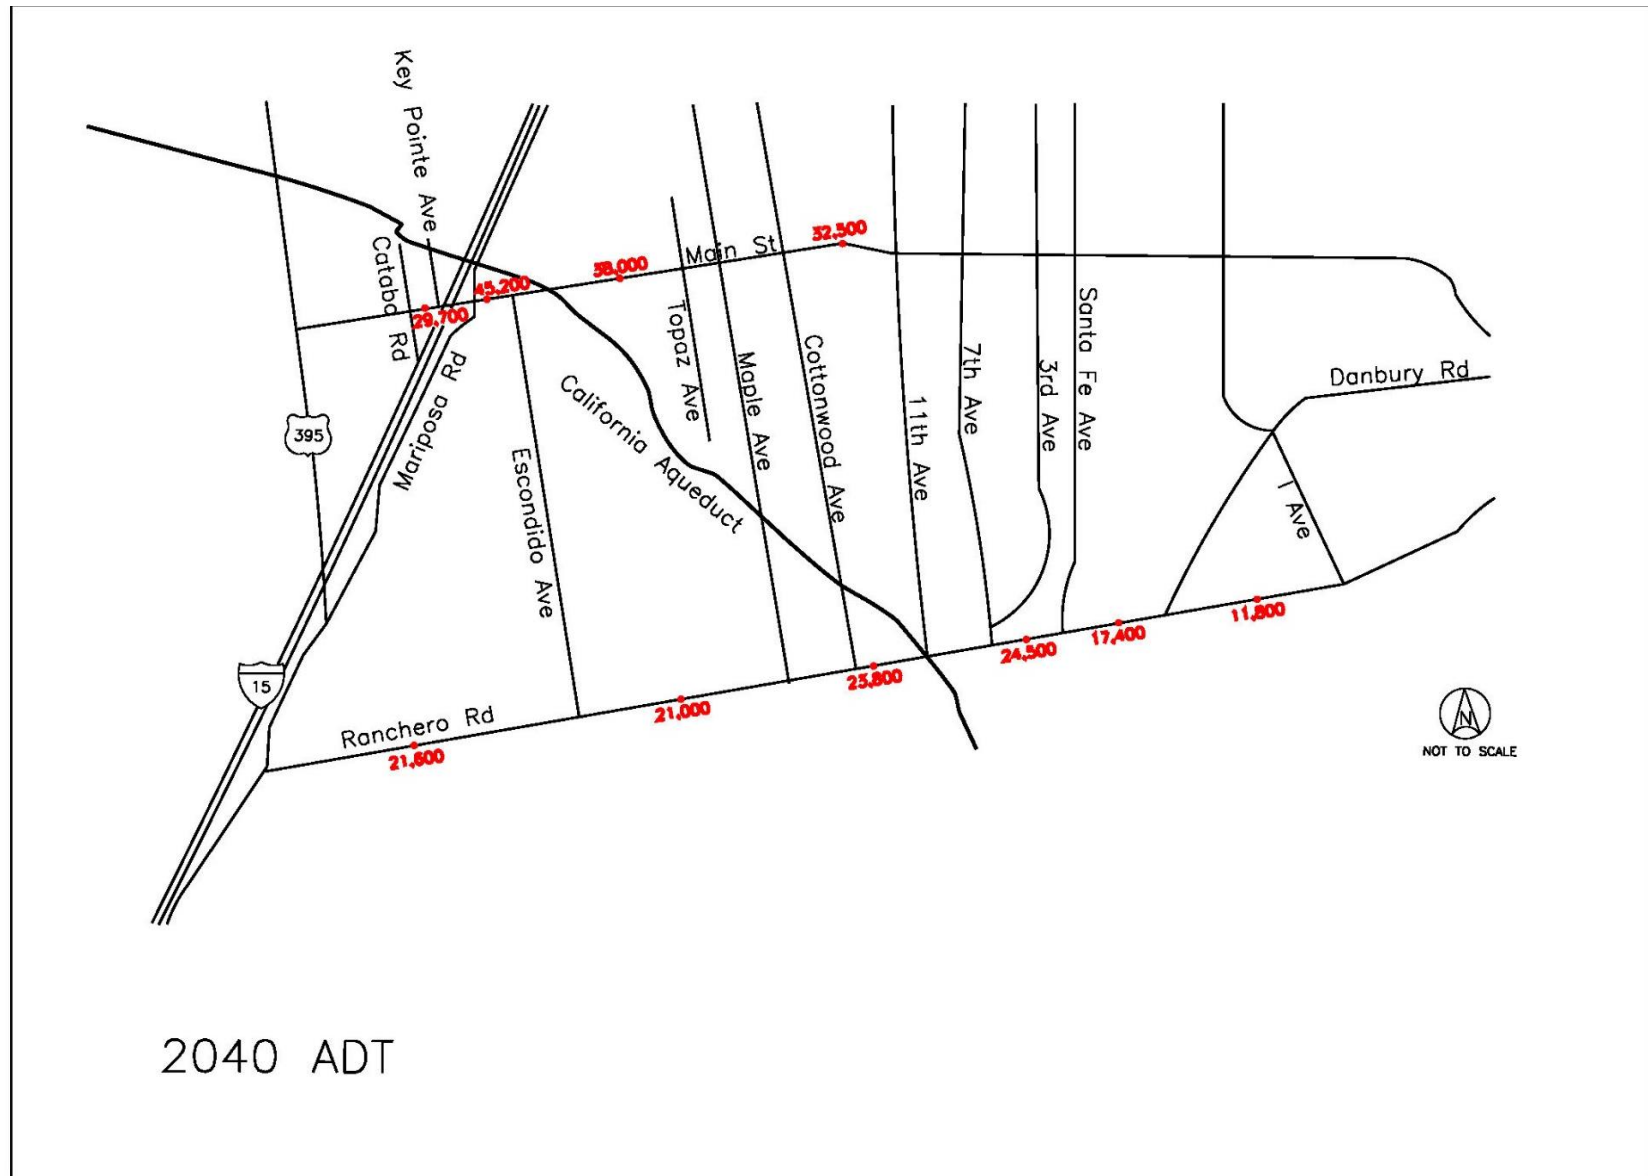 Key Pointe Ave
Cataba Rd
29,700
45,200
38,000
Main St
32,500
Topaz Ave
Maple Ave
Cottonwood Ave
11th Ave
7th Ave
3rd Ave
Santa Fe Ave
Danbury Rd
I Ave
395
Mariposa Rd
Escondido Ave
California Aqueduct
15
Ranchero Rd
21,600
21,000
23,800
24,500
17,400
11,800
N
NOT TO SCALE
2040 ADT